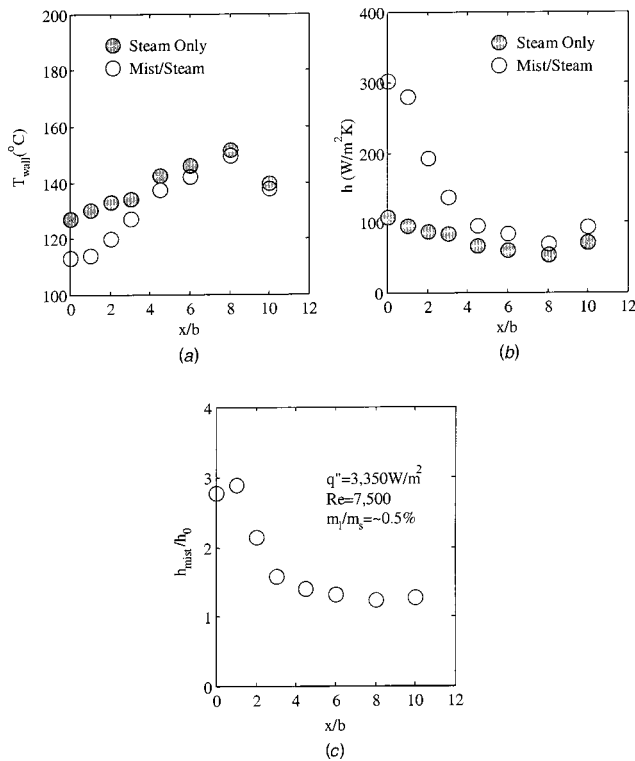 200
180
160
140
120
100
T_wall(°C)
Steam Only
Mist/Steam
0 2 4 6 8 10 12
x/b
(a)
400
300
200
100
0
h (W/m²K)
Steam Only
Mist/Steam
0 2 4 6 8 10 12
x/b
(b)
4
3
2
1
0
h_mist/h_0
q"=3,350W/m²
Re=7,500
m_l/m_s=~0.5%
0 2 4 6 8 10 12
x/b
(c)